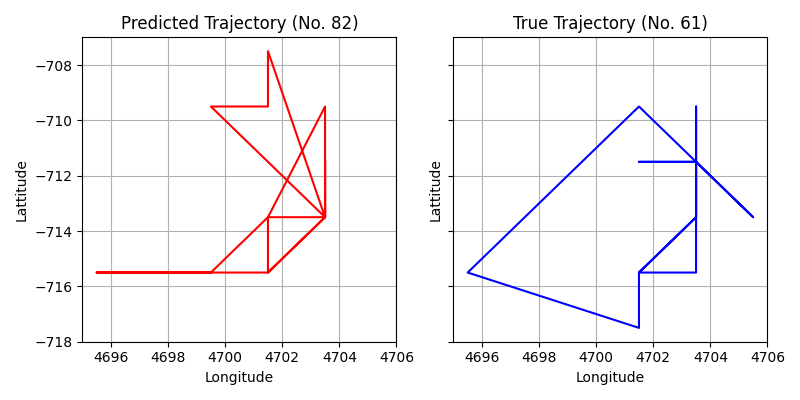 Predicted Trajectory (No. 82)
True Trajectory (No. 61)
Lattitude
−708
−710
−712
−714
−716
−718
4696 4698 4700 4702 4704 4706
Longitude
Lattitude
4696 4698 4700 4702 4704 4706
Longitude